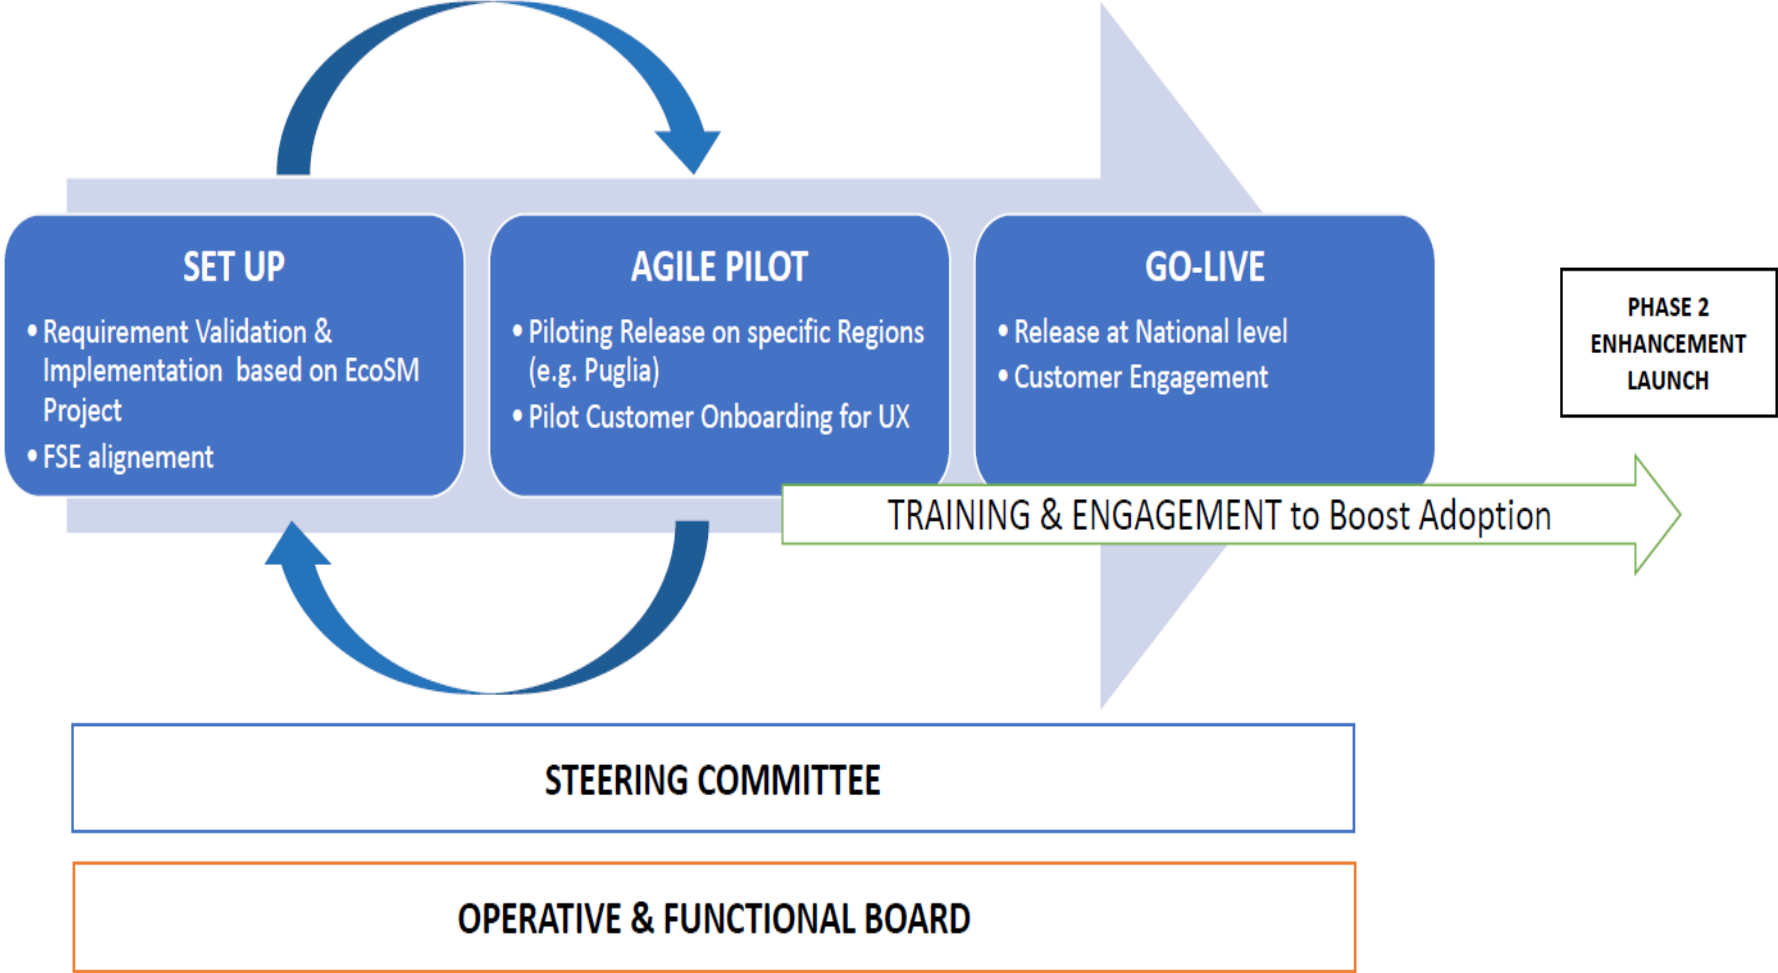 SET UP
• Requirement Validation &
Implementation based on EcoSM
Project
• FSE alignement
AGILE PILOT
• Piloting Release on specific Regions
(e.g. Puglia)
• Pilot Customer Onboarding for UX
GO-LIVE
• Release at National level
• Customer Engagement
PHASE 2
ENHANCEMENT
LAUNCH
TRAINING & ENGAGEMENT to Boost Adoption
STEERING COMMITTEE
OPERATIVE & FUNCTIONAL BOARD